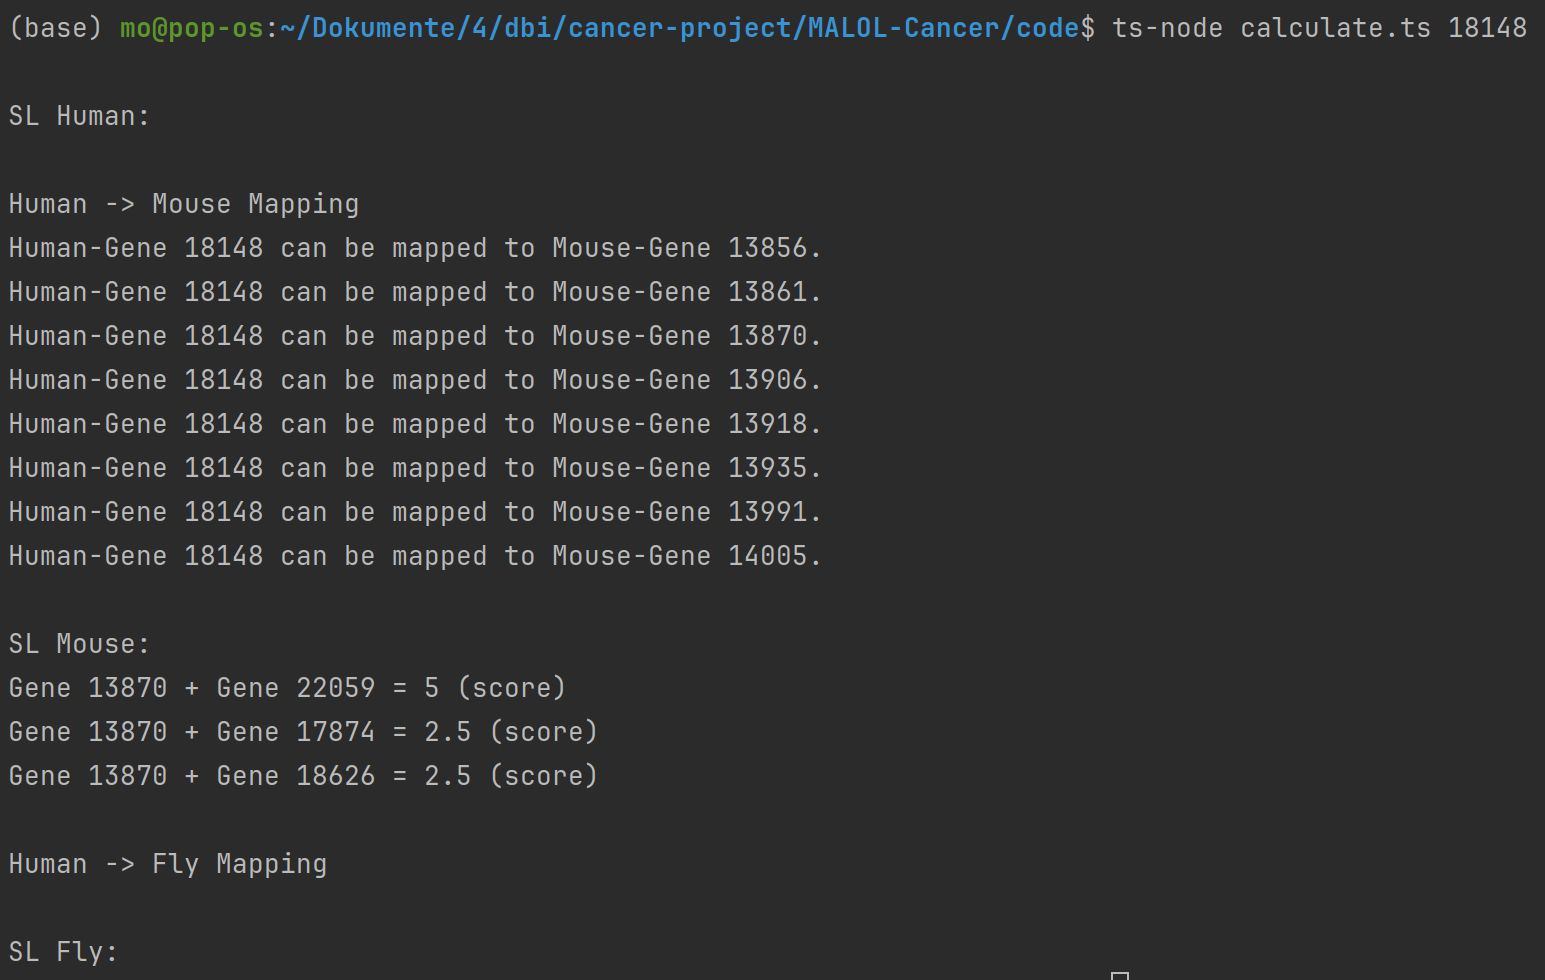 (base) mo@pop-os:~/Dokumente/4/dbi/cancer-project/MALOL-Cancer/code$ ts-node calculate.ts 18148
SL Human:
Human -> Mouse Mapping
Human-Gene 18148 can be mapped to Mouse-Gene 13856.
Human-Gene 18148 can be mapped to Mouse-Gene 13861.
Human-Gene 18148 can be mapped to Mouse-Gene 13870.
Human-Gene 18148 can be mapped to Mouse-Gene 13906.
Human-Gene 18148 can be mapped to Mouse-Gene 13918.
Human-Gene 18148 can be mapped to Mouse-Gene 13935.
Human-Gene 18148 can be mapped to Mouse-Gene 13991.
Human-Gene 18148 can be mapped to Mouse-Gene 14005.
SL Mouse:
Gene 13870 + Gene 22059 = 5 (score)
Gene 13870 + Gene 17874 = 2.5 (score)
Gene 13870 + Gene 18626 = 2.5 (score)
Human -> Fly Mapping
SL Fly: